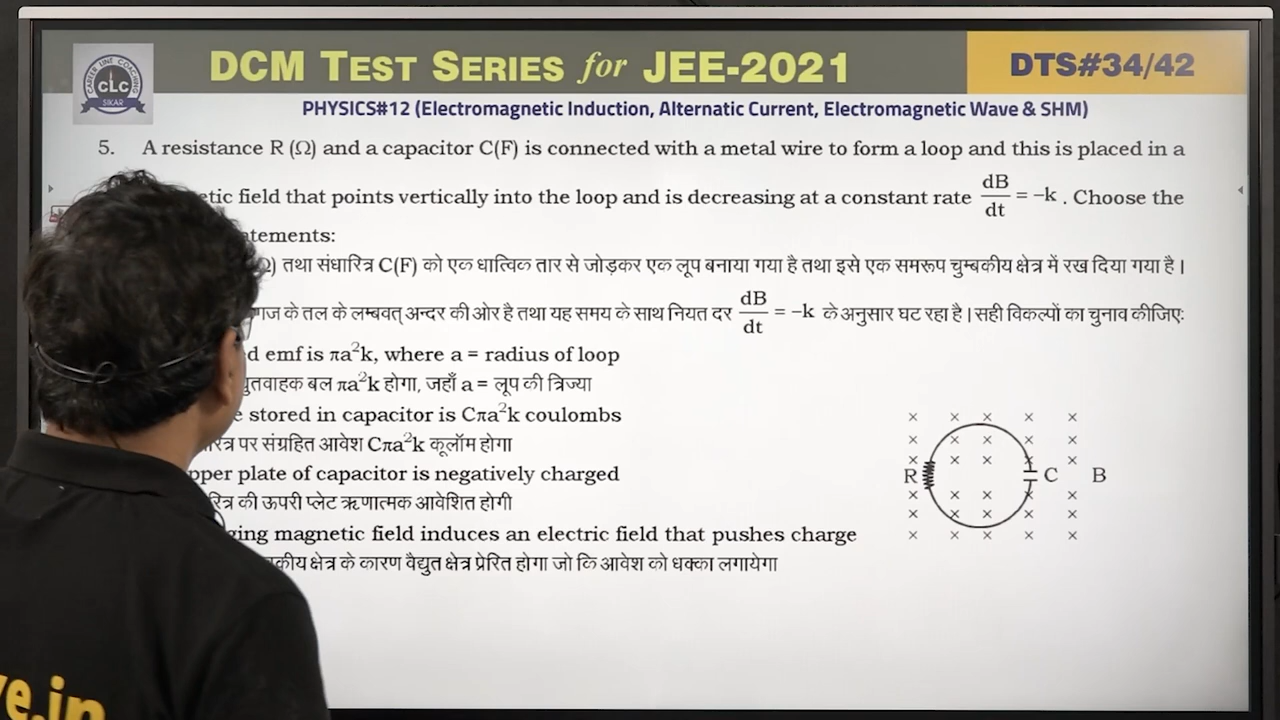 DCM TEST SERIES for JEE-2021
DTS#34/42
CAREER LINE COACHING
CLC
SIKAR
PHYSICS#12 (Electromagnetic Induction, Alternatic Current, Electromagnetic Wave & SHM)
5. A resistance R (Ω) and a capacitor C(F) is connected with a metal wire to form a loop and this is placed in a
etic field that points vertically into the loop and is decreasing at a constant rate dB/dt = −k . Choose the
tements:
) तथा संधारित्र C(F) को एक धात्विक तार से जोड़कर एक लूप बनाया गया है तथा इसे एक समरूप चुम्बकीय क्षेत्र में रख दिया गया है ।
गज के तल के लम्बवत् अन्दर की ओर है तथा यह समय के साथ नियत दर dB/dt = −k के अनुसार घट रहा है । सही विकल्पों का चुनाव कीजिएः
d emf is πa²k, where a = radius of loop
ुतवाहक बल πa²k होगा, जहाँ a = लूप की त्रिज्या
e stored in capacitor is Cπa²k coulombs
रित्र पर संग्रहित आवेश Cπa²k कूलॉम होगा
pper plate of capacitor is negatively charged
रित्र की ऊपरी प्लेट ऋणात्मक आवेशित होगी
ging magnetic field induces an electric field that pushes charge
कीय क्षेत्र के कारण वैद्युत क्षेत्र प्रेरित होगा जो कि आवेश को धक्का लगायेगा
R C B
e.in